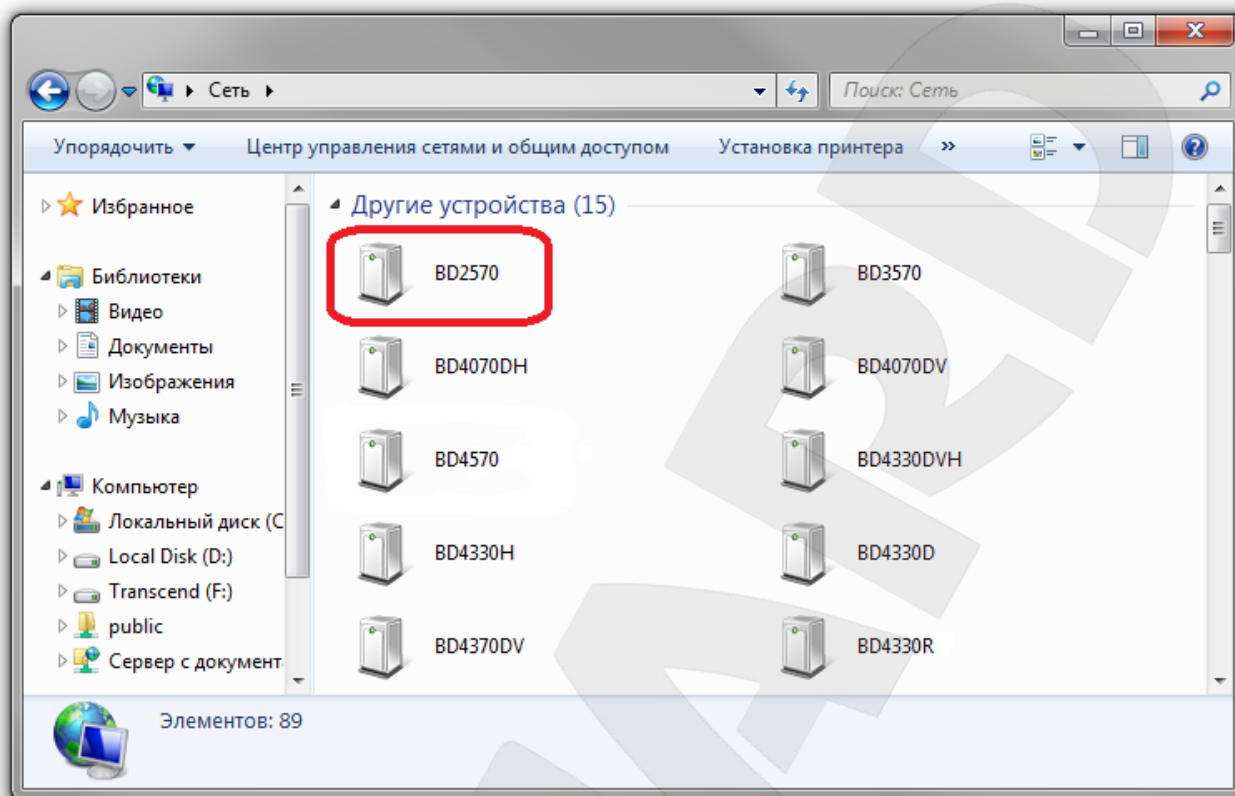 Сеть
Поиск: Сеть
Упорядочить Центр управления сетями и общим доступом Установка принтера »
Избранное
Библиотеки
Видео
Документы
Изображения
Музыка
Компьютер
Локальный диск (C
Local Disk (D:)
Transcend (F:)
public
Сервер с документ
Другие устройства (15)
BD2570 BD3570
BD4070DH BD4070DV
BD4570 BD4330DVH
BD4330H BD4330D
BD4370DV BD4330R
Элементов: 89